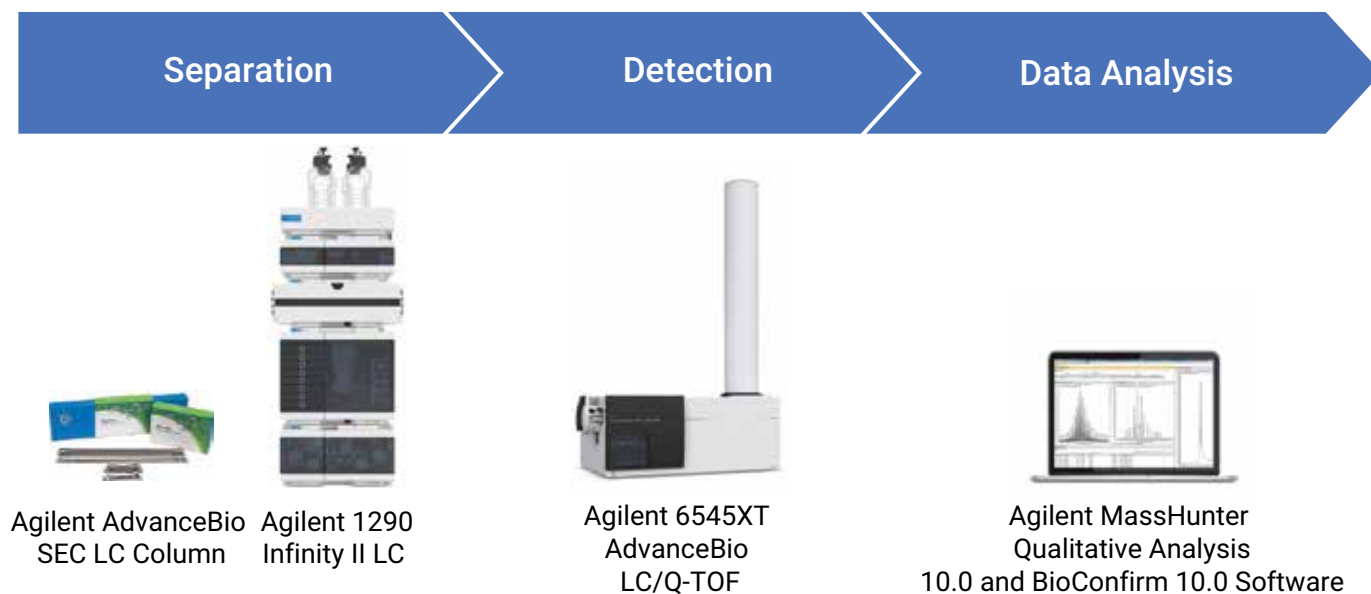 Separation
Detection
Data Analysis
Agilent AdvanceBio
SEC LC Column
Agilent 1290
Infinity II LC
Agilent 6545XT
AdvanceBio
LC/Q-TOF
Agilent MassHunter
Qualitative Analysis
10.0 and BioConfirm 10.0 Software